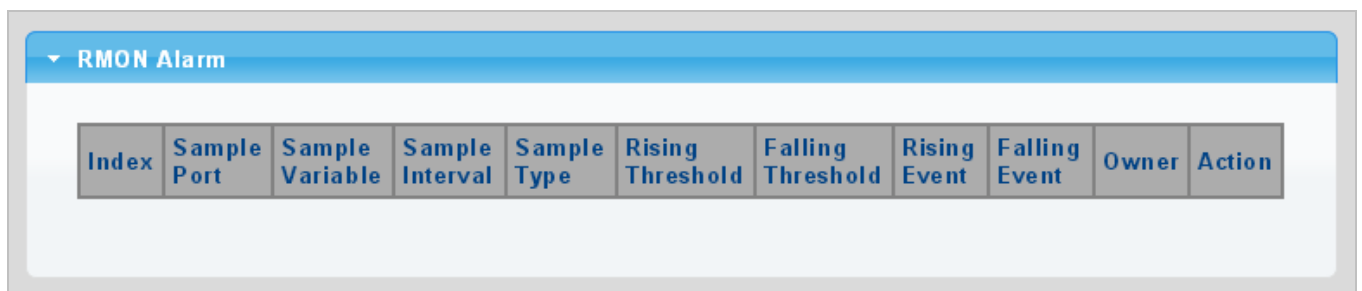 RMON Alarm
Index
Sample
Port
Sample
Variable
Sample
Interval
Sample
Type
Rising
Threshold
Falling
Threshold
Rising
Event
Falling
Event
Owner
Action